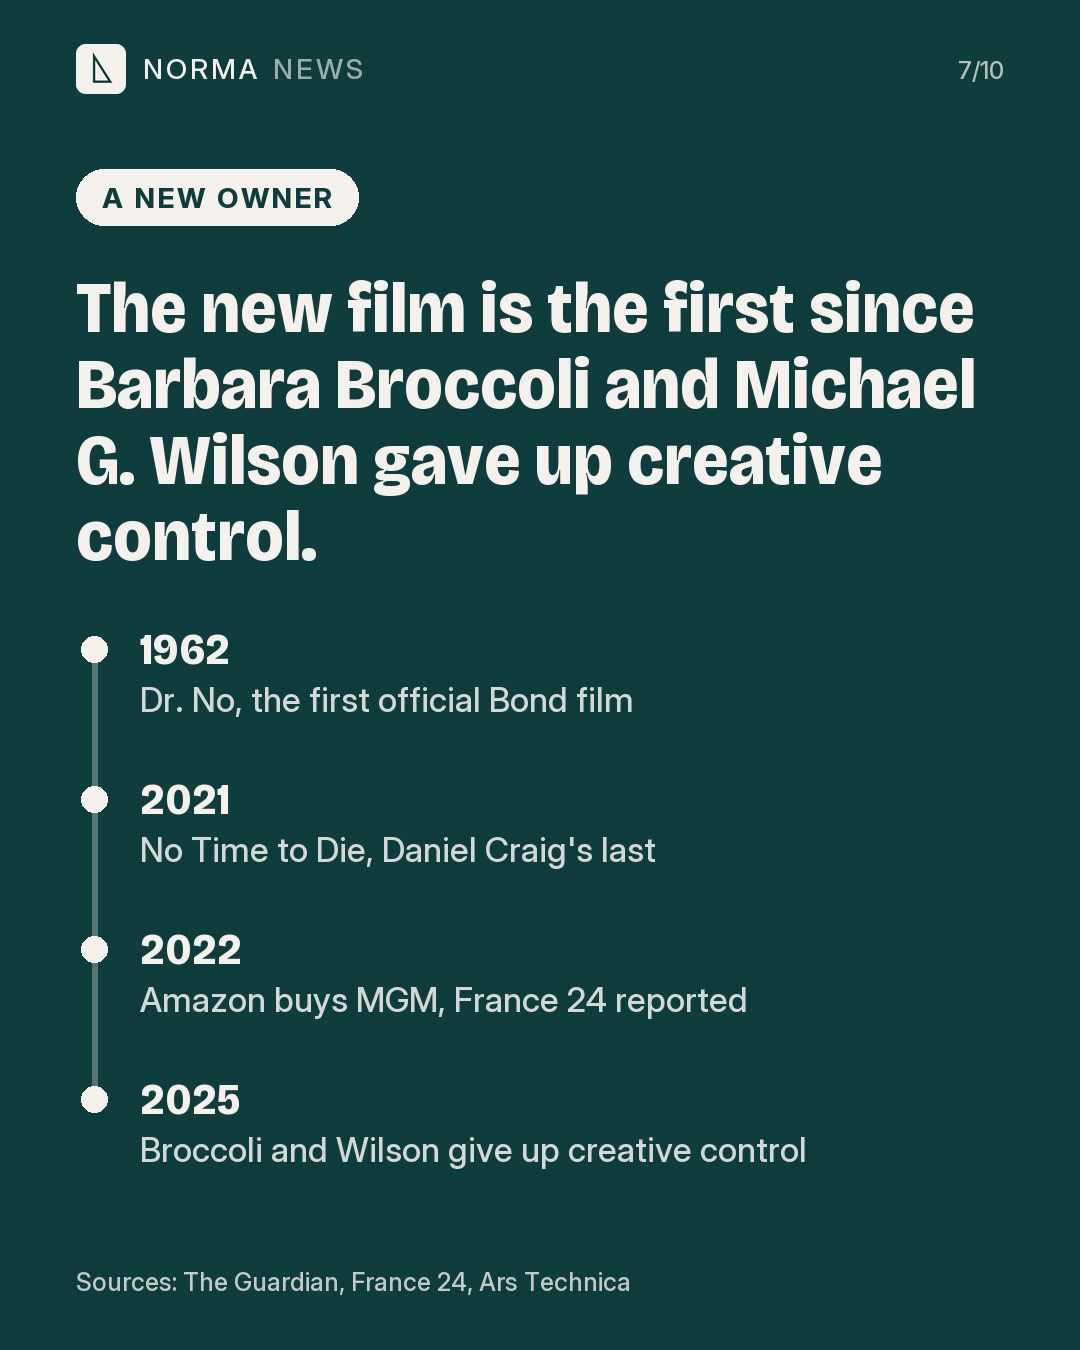 NORMA NEWS
7/10
A NEW OWNER
The new film is the first since
Barbara Broccoli and Michael
G. Wilson gave up creative
control.
1962
Dr. No, the first official Bond film
2021
No Time to Die, Daniel Craig's last
2022
Amazon buys MGM, France 24 reported
2025
Broccoli and Wilson give up creative control
Sources: The Guardian, France 24, Ars Technica